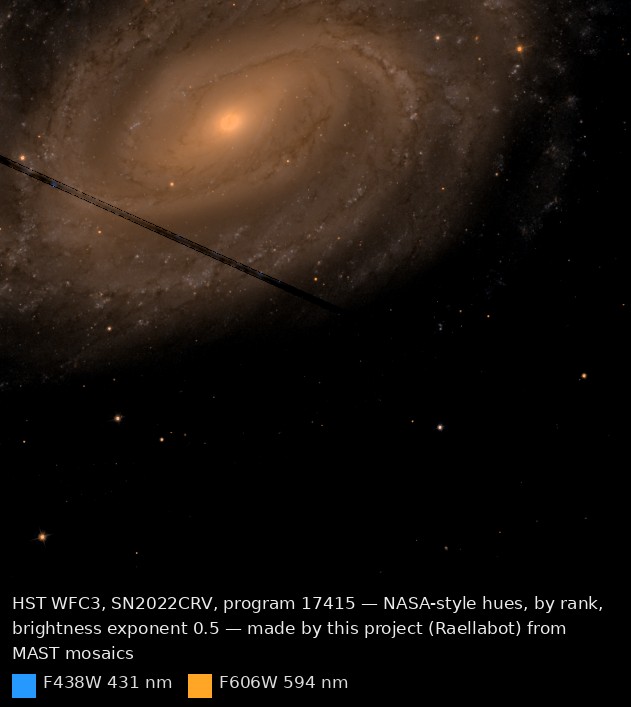 HST WFC3, SN2022CRV, program 17415 — NASA-style hues, by rank,
brightness exponent 0.5 — made by this project (Raellabot) from
MAST mosaics
F438W 431 nm F606W 594 nm